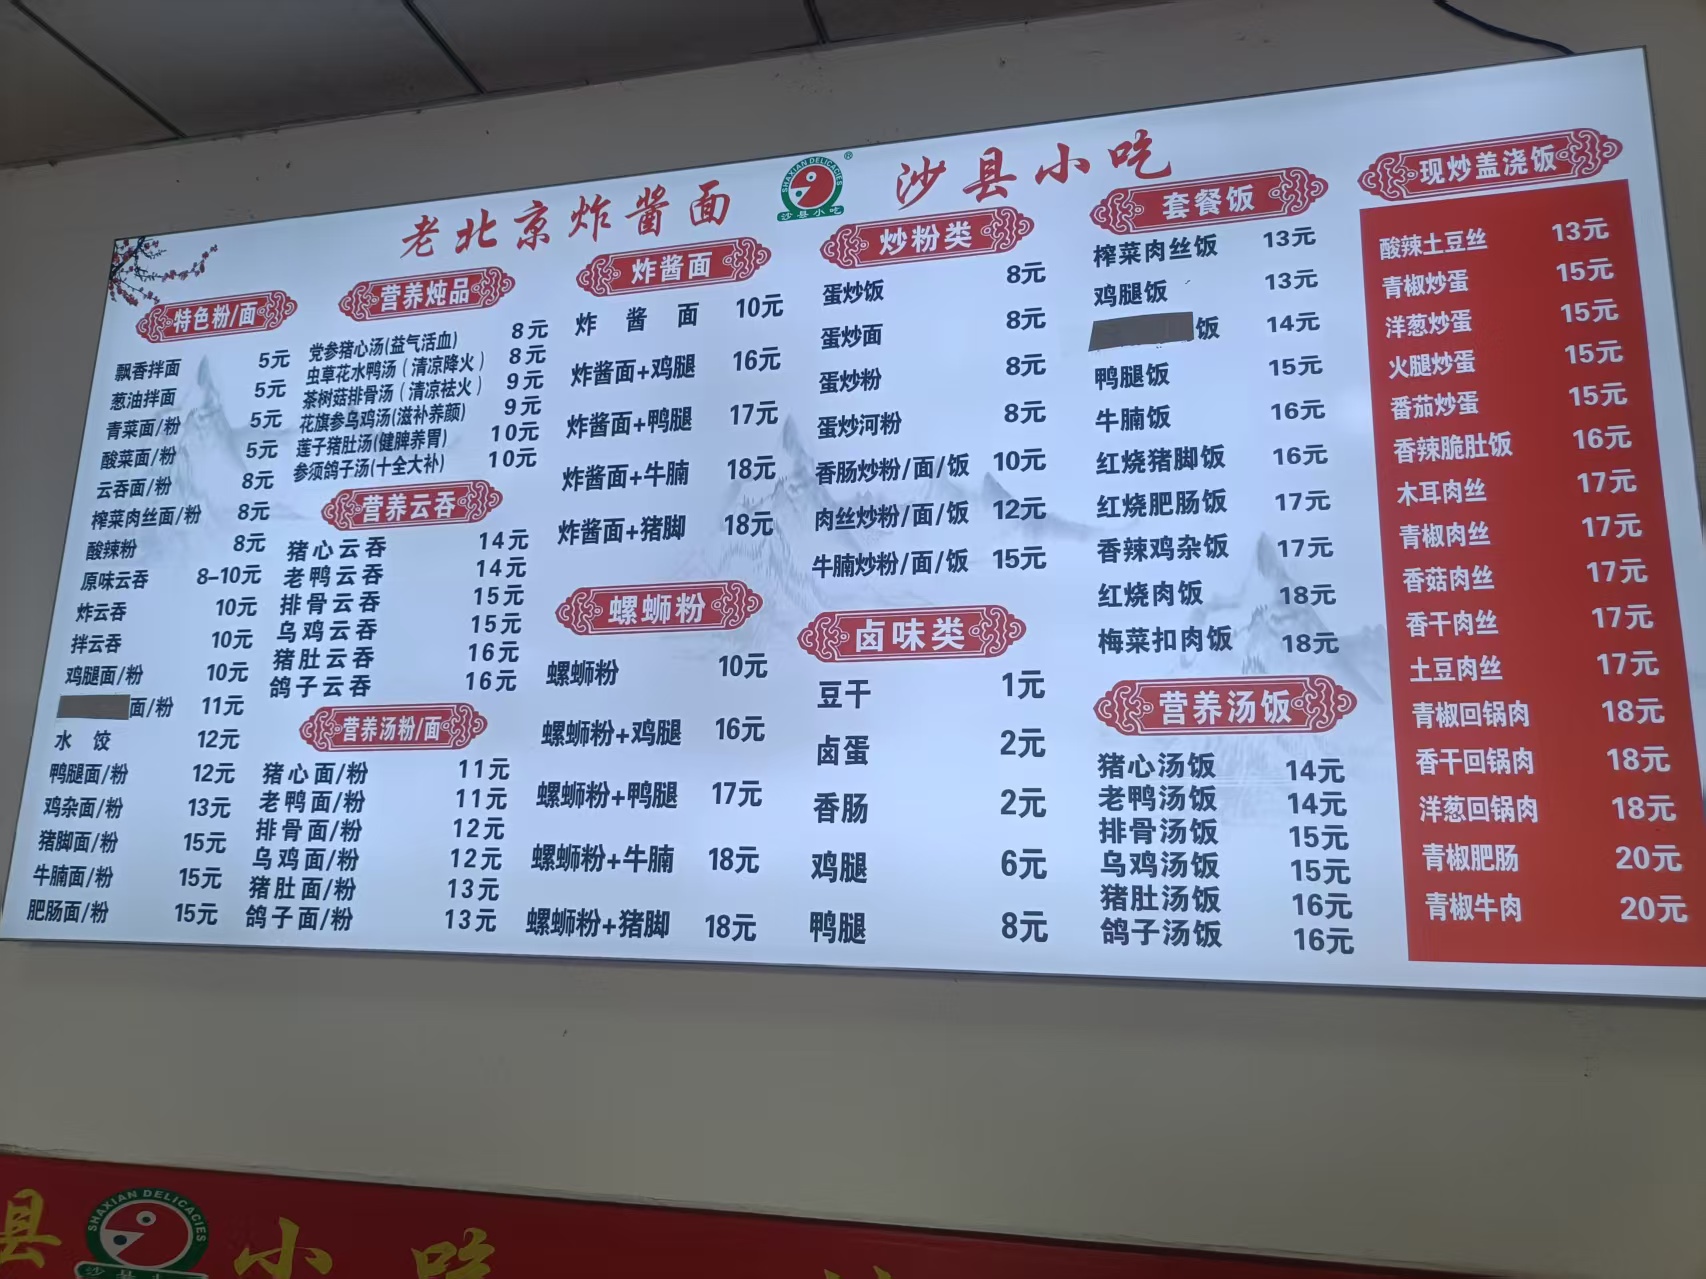 老北京炸酱面
SHAXIAN DELICACIES
沙县小吃
®
沙县小吃
特色粉/面
飘香拌面 5元
葱油拌面 5元
青菜面/粉 5元
酸菜面/粉 5元
云吞面/粉 8元
榨菜肉丝面/粉 8元
酸辣粉 8元
原味云吞 8-10元
炸云吞 10元
拌云吞 10元
鸡腿面/粉 10元
面/粉 11元
水饺 12元
鸭腿面/粉 12元
鸡杂面/粉 13元
猪脚面/粉 15元
牛腩面/粉 15元
肥肠面/粉 15元
营养炖品
党参猪心汤(益气活血) 8元
虫草花水鸭汤(清凉降火) 8元
茶树菇排骨汤(清凉祛火) 9元
花旗参乌鸡汤(滋补养颜) 9元
莲子猪肚汤(健脾养胃) 10元
参须鸽子汤(十全大补) 10元
营养云吞
猪心云吞 14元
老鸭云吞 14元
排骨云吞 15元
乌鸡云吞 15元
猪肚云吞 16元
鸽子云吞 16元
营养汤粉/面
猪心面/粉 11元
老鸭面/粉 11元
排骨面/粉 12元
乌鸡面/粉 12元
猪肚面/粉 13元
鸽子面/粉 13元
炸酱面
炸酱面 10元
炸酱面+鸡腿 16元
炸酱面+鸭腿 17元
炸酱面+牛腩 18元
炸酱面+猪脚 18元
螺蛳粉
螺蛳粉 10元
螺蛳粉+鸡腿 16元
螺蛳粉+鸭腿 17元
螺蛳粉+牛腩 18元
螺蛳粉+猪脚 18元
炒粉类
蛋炒饭 8元
蛋炒面 8元
蛋炒粉 8元
蛋炒河粉 8元
香肠炒粉/面/饭 10元
肉丝炒粉/面/饭 12元
牛腩炒粉/面/饭 15元
卤味类
豆干 1元
卤蛋 2元
香肠 2元
鸡腿 6元
鸭腿 8元
套餐饭
榨菜肉丝饭 13元
鸡腿饭 13元
饭 14元
鸭腿饭 15元
牛腩饭 16元
红烧猪脚饭 16元
红烧肥肠饭 17元
香辣鸡杂饭 17元
红烧肉饭 18元
梅菜扣肉饭 18元
营养汤饭
猪心汤饭 14元
老鸭汤饭 14元
排骨汤饭 15元
乌鸡汤饭 15元
猪肚汤饭 16元
鸽子汤饭 16元
现炒盖浇饭
酸辣土豆丝 13元
青椒炒蛋 15元
洋葱炒蛋 15元
火腿炒蛋 15元
番茄炒蛋 15元
香辣脆肚饭 16元
木耳肉丝 17元
青椒肉丝 17元
香菇肉丝 17元
香干肉丝 17元
土豆肉丝 17元
青椒回锅肉 18元
香干回锅肉 18元
洋葱回锅肉 18元
青椒肥肠 20元
青椒牛肉 20元
县
SHAXIAN DELICACIES
小吃